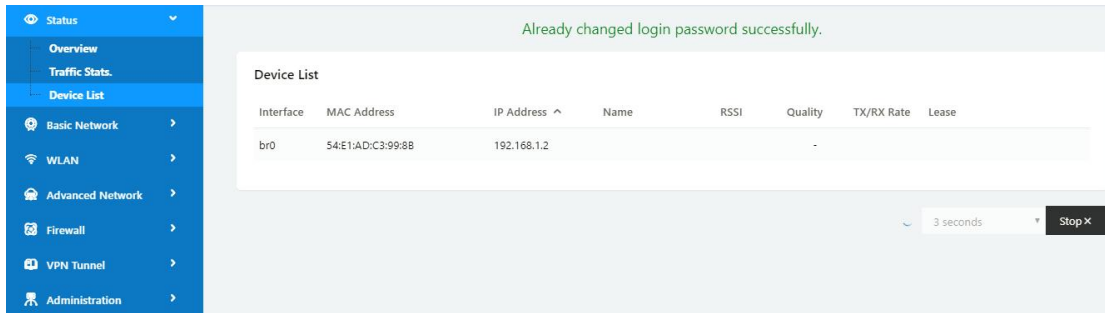 Status
Overview
Traffic Stats.
Device List
Basic Network
WLAN
Advanced Network
Firewall
VPN Tunnel
Administration
Already changed login password successfully.
Device List
Interface MAC Address IP Address Name RSSI Quality TX/RX Rate Lease
br0 54:E1:AD:C3:99:8B 192.168.1.2 -
3 seconds Stop ×